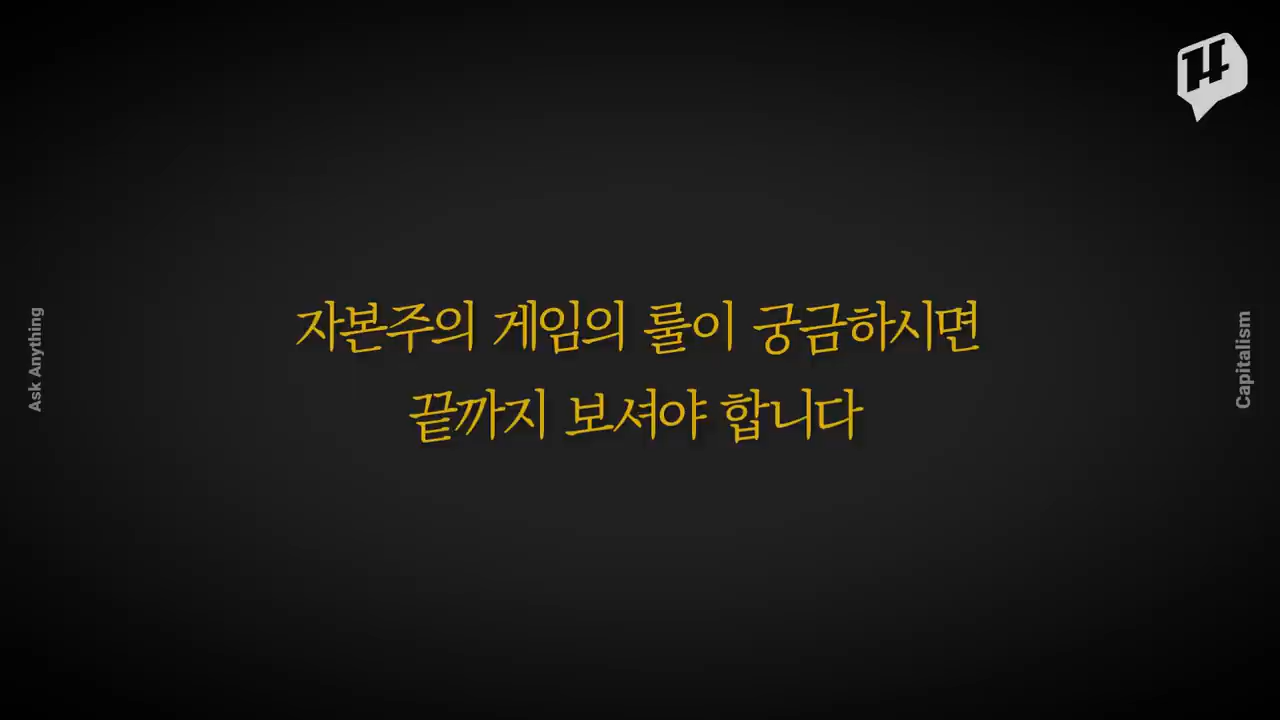 Ask Anything
자본주의 게임의 룰이 궁금하시면
끝까지 보셔야 합니다
Capitalism